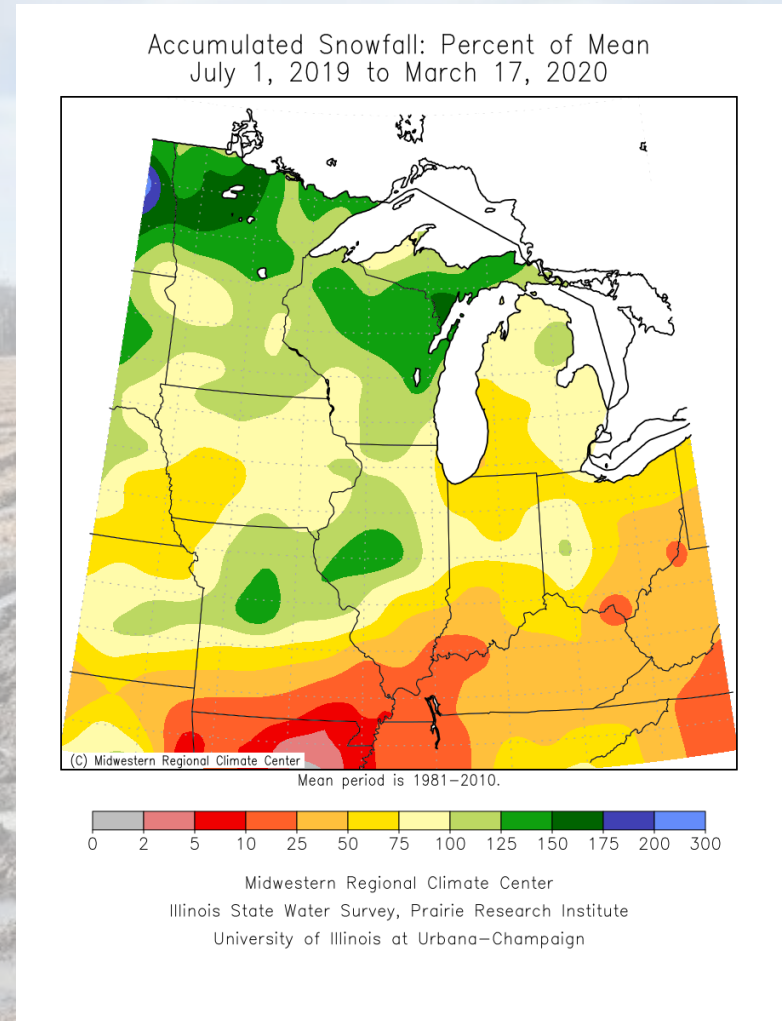 Accumulated Snowfall: Percent of Mean
July 1, 2019 to March 17, 2020
(C) Midwestern Regional Climate Center
Mean period is 1981-2010.
0 2 5 10 25 50 75 100 125 150 175 200 300
Midwestern Regional Climate Center
Illinois State Water Survey, Prairie Research Institute
University of Illinois at Urbana-Champaign